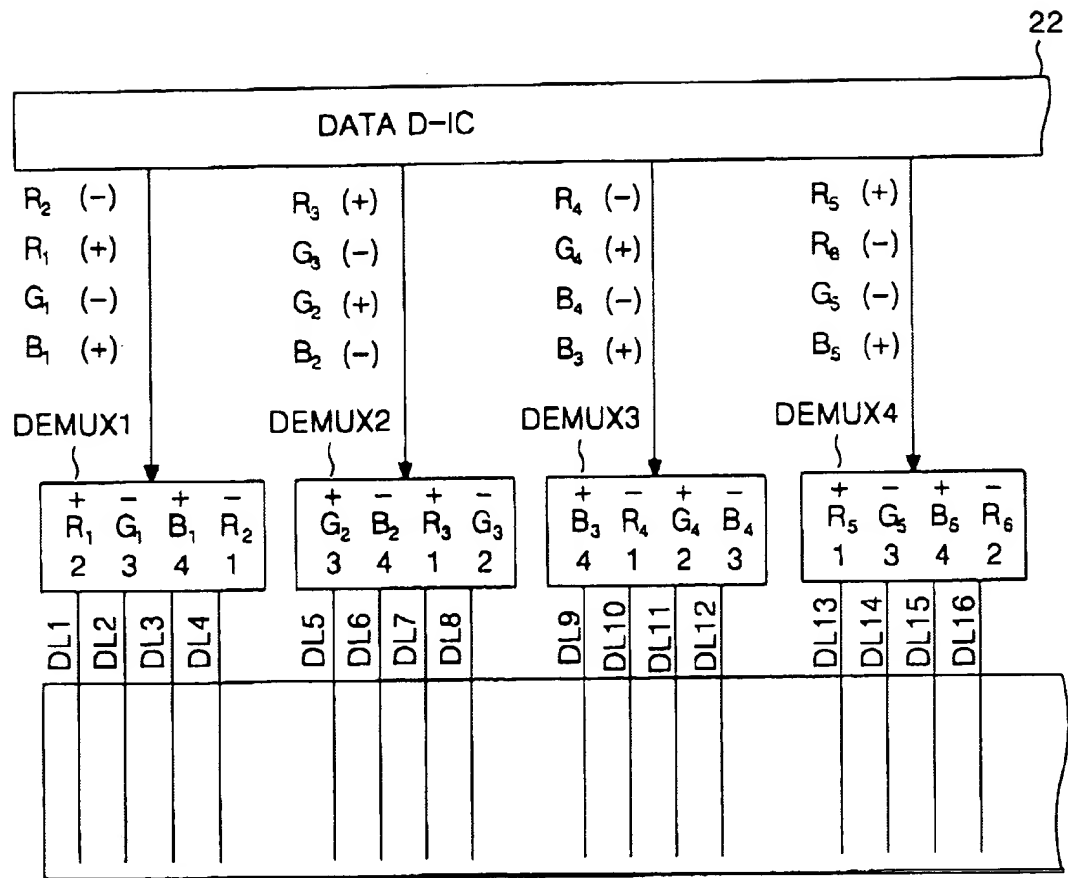 22
DATA D-IC
R₂ (−)
R₁ (+)
G₁ (−)
B₁ (+)
R₃ (+)
G₃ (−)
G₂ (+)
B₂ (−)
R₄ (−)
G₄ (+)
B₄ (−)
B₃ (+)
R₅ (+)
R₆ (−)
G₅ (−)
B₅ (+)
DEMUX1
DEMUX2
DEMUX3
DEMUX4
+ − + −
R₁ G₁ B₁ R₂
2 3 4 1
+ − + −
G₂ B₂ R₃ G₃
3 4 1 2
+ − + −
B₃ R₄ G₄ B₄
4 1 2 3
+ − + −
R₅ G₅ B₆ R₆
1 3 4 2
DL1
DL2
DL3
DL4
DL5
DL6
DL7
DL8
DL9
DL10
DL11
DL12
DL13
DL14
DL15
DL16